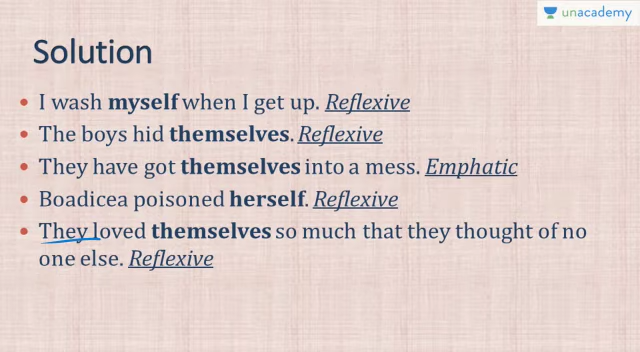 unacademy
Solution
• I wash myself when I get up. Reflexive
• The boys hid themselves. Reflexive
• They have got themselves into a mess. Emphatic
• Boadicea poisoned herself. Reflexive
• They loved themselves so much that they thought of no
one else. Reflexive